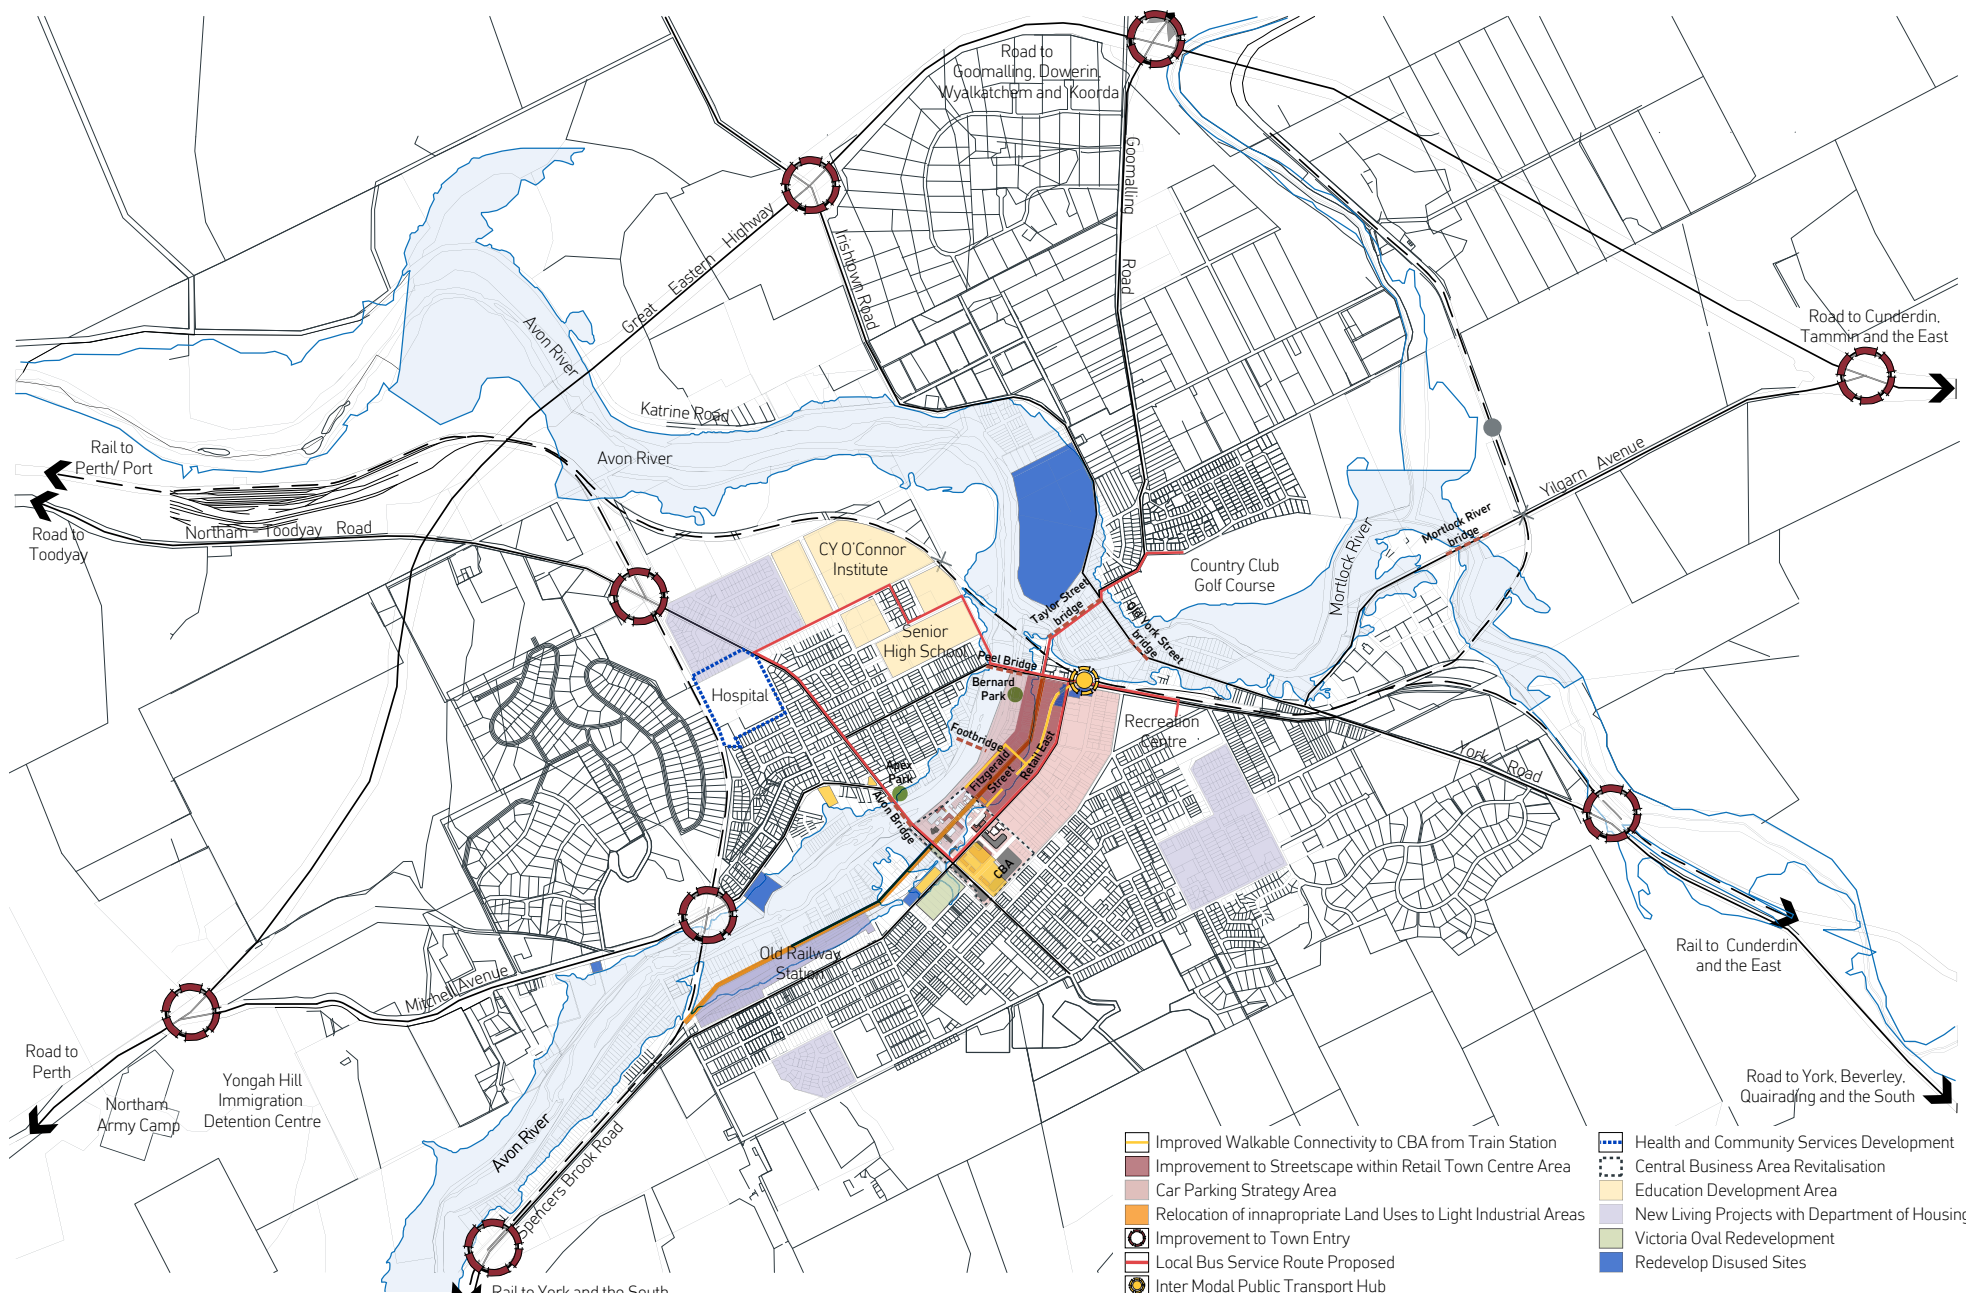 Road to
Goomalling, Dowerin,
Wyalkatchem and Koorda
Goomalling Road
Great Eastern Highway
Irishtown Road
Avon River
Road to Cunderdin,
Tammin and the East
Katrine Road
Avon River
Rail to
Perth/ Port
Road to
Toodyay
Northam - Toodyay Road
Yilgarn Avenue
Mortlock River
bridge
Mortlock River
CY O'Connor
Institute
Country Club
Golf Course
Taylor Street
bridge
Old York Street
bridge
Senior
High School
Peel Bridge
Bernard
Park
Hospital
Recreation
Centre
Footbridge
Fitzgerald
Street
Retail East
York Road
Apex
Park
Avon Bridge
CBA
Old Railway
Station
Mitchell Avenue
Rail to Cunderdin
and the East
Road to
Perth
Northam
Army Camp
Yongah Hill
Immigration
Detention Centre
Avon River
Spencers Brook Road
Road to York, Beverley,
Quairading and the South
Rail to York and the South
Improved Walkable Connectivity to CBA from Train Station
Improvement to Streetscape within Retail Town Centre Area
Car Parking Strategy Area
Relocation of innapropriate Land Uses to Light Industrial Areas
Improvement to Town Entry
Local Bus Service Route Proposed
Inter Modal Public Transport Hub
Health and Community Services Development
Central Business Area Revitalisation
Education Development Area
New Living Projects with Department of Housing
Victoria Oval Redevelopment
Redevelop Disused Sites